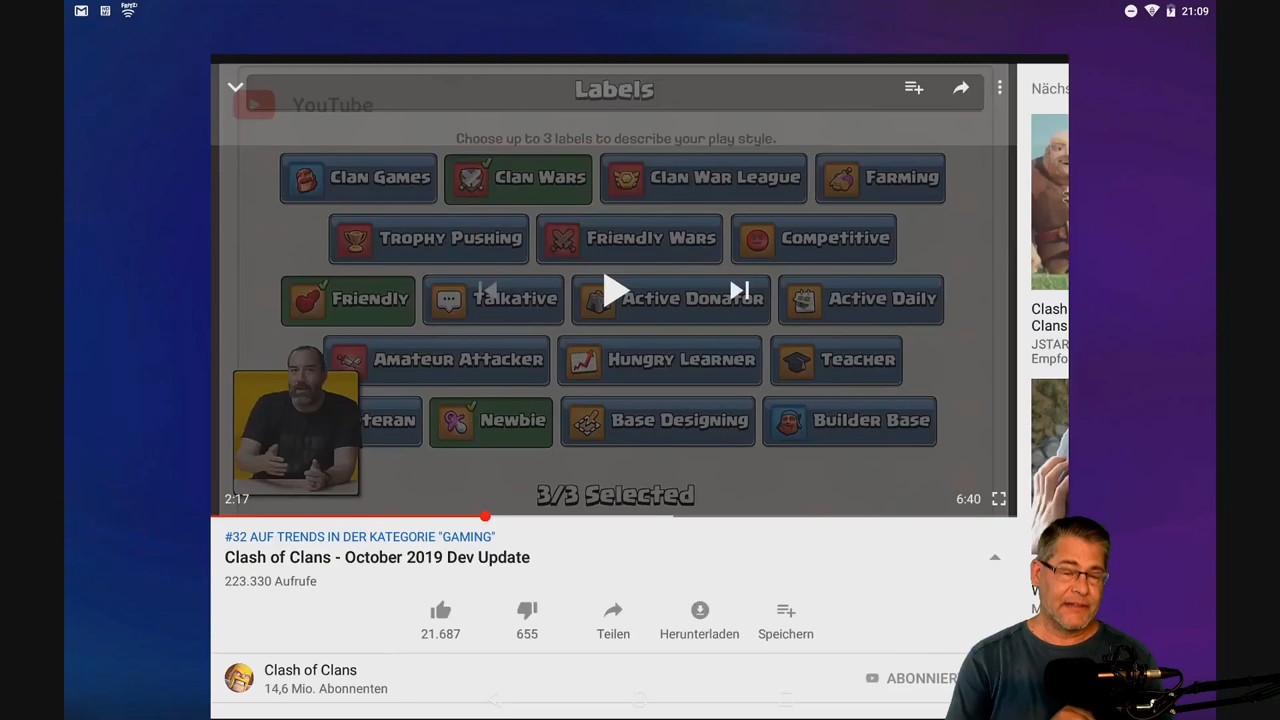 FRITZ!
21:09
Labels
YouTube
Choose up to 3 labels to describe your play style.
Clan Games
Clan Wars
Clan War League
Farming
Trophy Pushing
Friendly Wars
Competitive
Friendly
Talkative
Active Donator
Active Daily
Amateur Attacker
Hungry Learner
Teacher
teran
Newbie
Base Designing
Builder Base
3/3 Selected
2:17
6:40
#32 AUF TRENDS IN DER KATEGORIE "GAMING"
Clash of Clans - October 2019 Dev Update
223.330 Aufrufe
21.687
655
Teilen
Herunterladen
Speichern
Clash of Clans
14,6 Mio. Abonnenten
ABONNIER
Nächs
Clash
Clans
JSTAR
Empfo